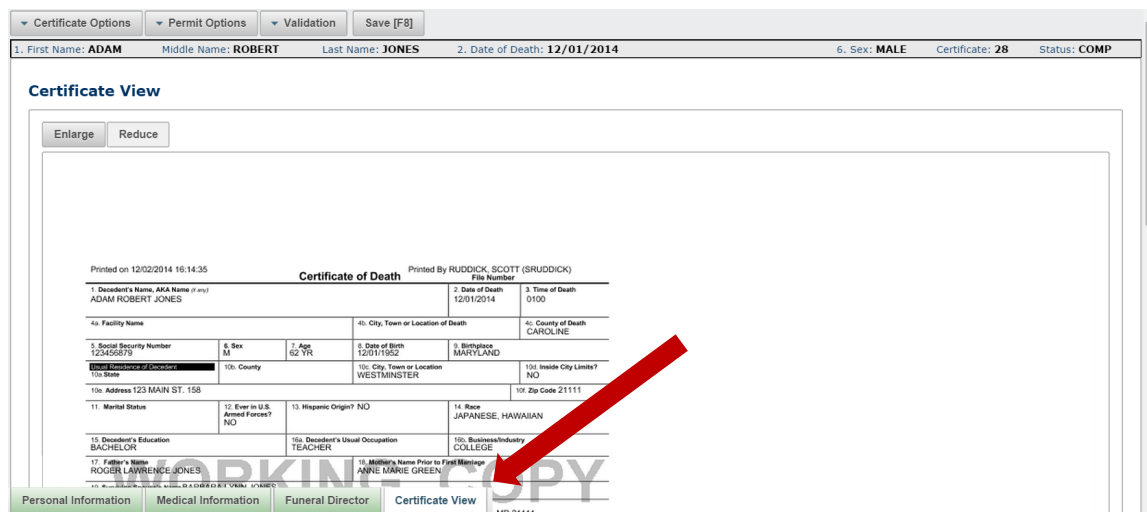 Certificate Options Permit Options Validation Save [F8]
1. First Name: ADAM Middle Name: ROBERT Last Name: JONES 2. Date of Death: 12/01/2014 6. Sex: MALE Certificate: 28 Status: COMP
Certificate View
Enlarge Reduce
Printed on 12/02/2014 16:14:35 Certificate of Death Printed By RUDDICK, SCOTT (SRUDDICK)
File Number
1. Decedent's Name, AKA Name (if any) 2. Date of Death 3. Time of Death
ADAM ROBERT JONES 12/01/2014 0100
4a. Facility Name 4b. City, Town or Location of Death 4c. County of Death
CAROLINE
5. Social Security Number 6. Sex 7. Age 8. Date of Birth 9. Birthplace
123456879 M 62 YR 12/01/1952 MARYLAND
Usual Residence of Decedent 10b. County 10c. City, Town or Location 10d. Inside City Limits?
10a State WESTMINSTER NO
10e. Address 123 MAIN ST. 158 10f. Zip Code 21111
11. Marital Status 12. Ever in U.S. 13. Hispanic Origin? NO 14. Race
Armed Forces? JAPANESE, HAWAIIAN
NO
15. Decedent's Education 16a. Decedent's Usual Occupation 16b. Business/Industry
BACHELOR TEACHER COLLEGE
17. Father's Name 18. Mother's Name Prior to First Marriage
ROGER LAWRENCE JONES ANNE MARIE GREEN
WORKING COPY
BARBARA LYNN JONES
Personal Information Medical Information Funeral Director Certificate View